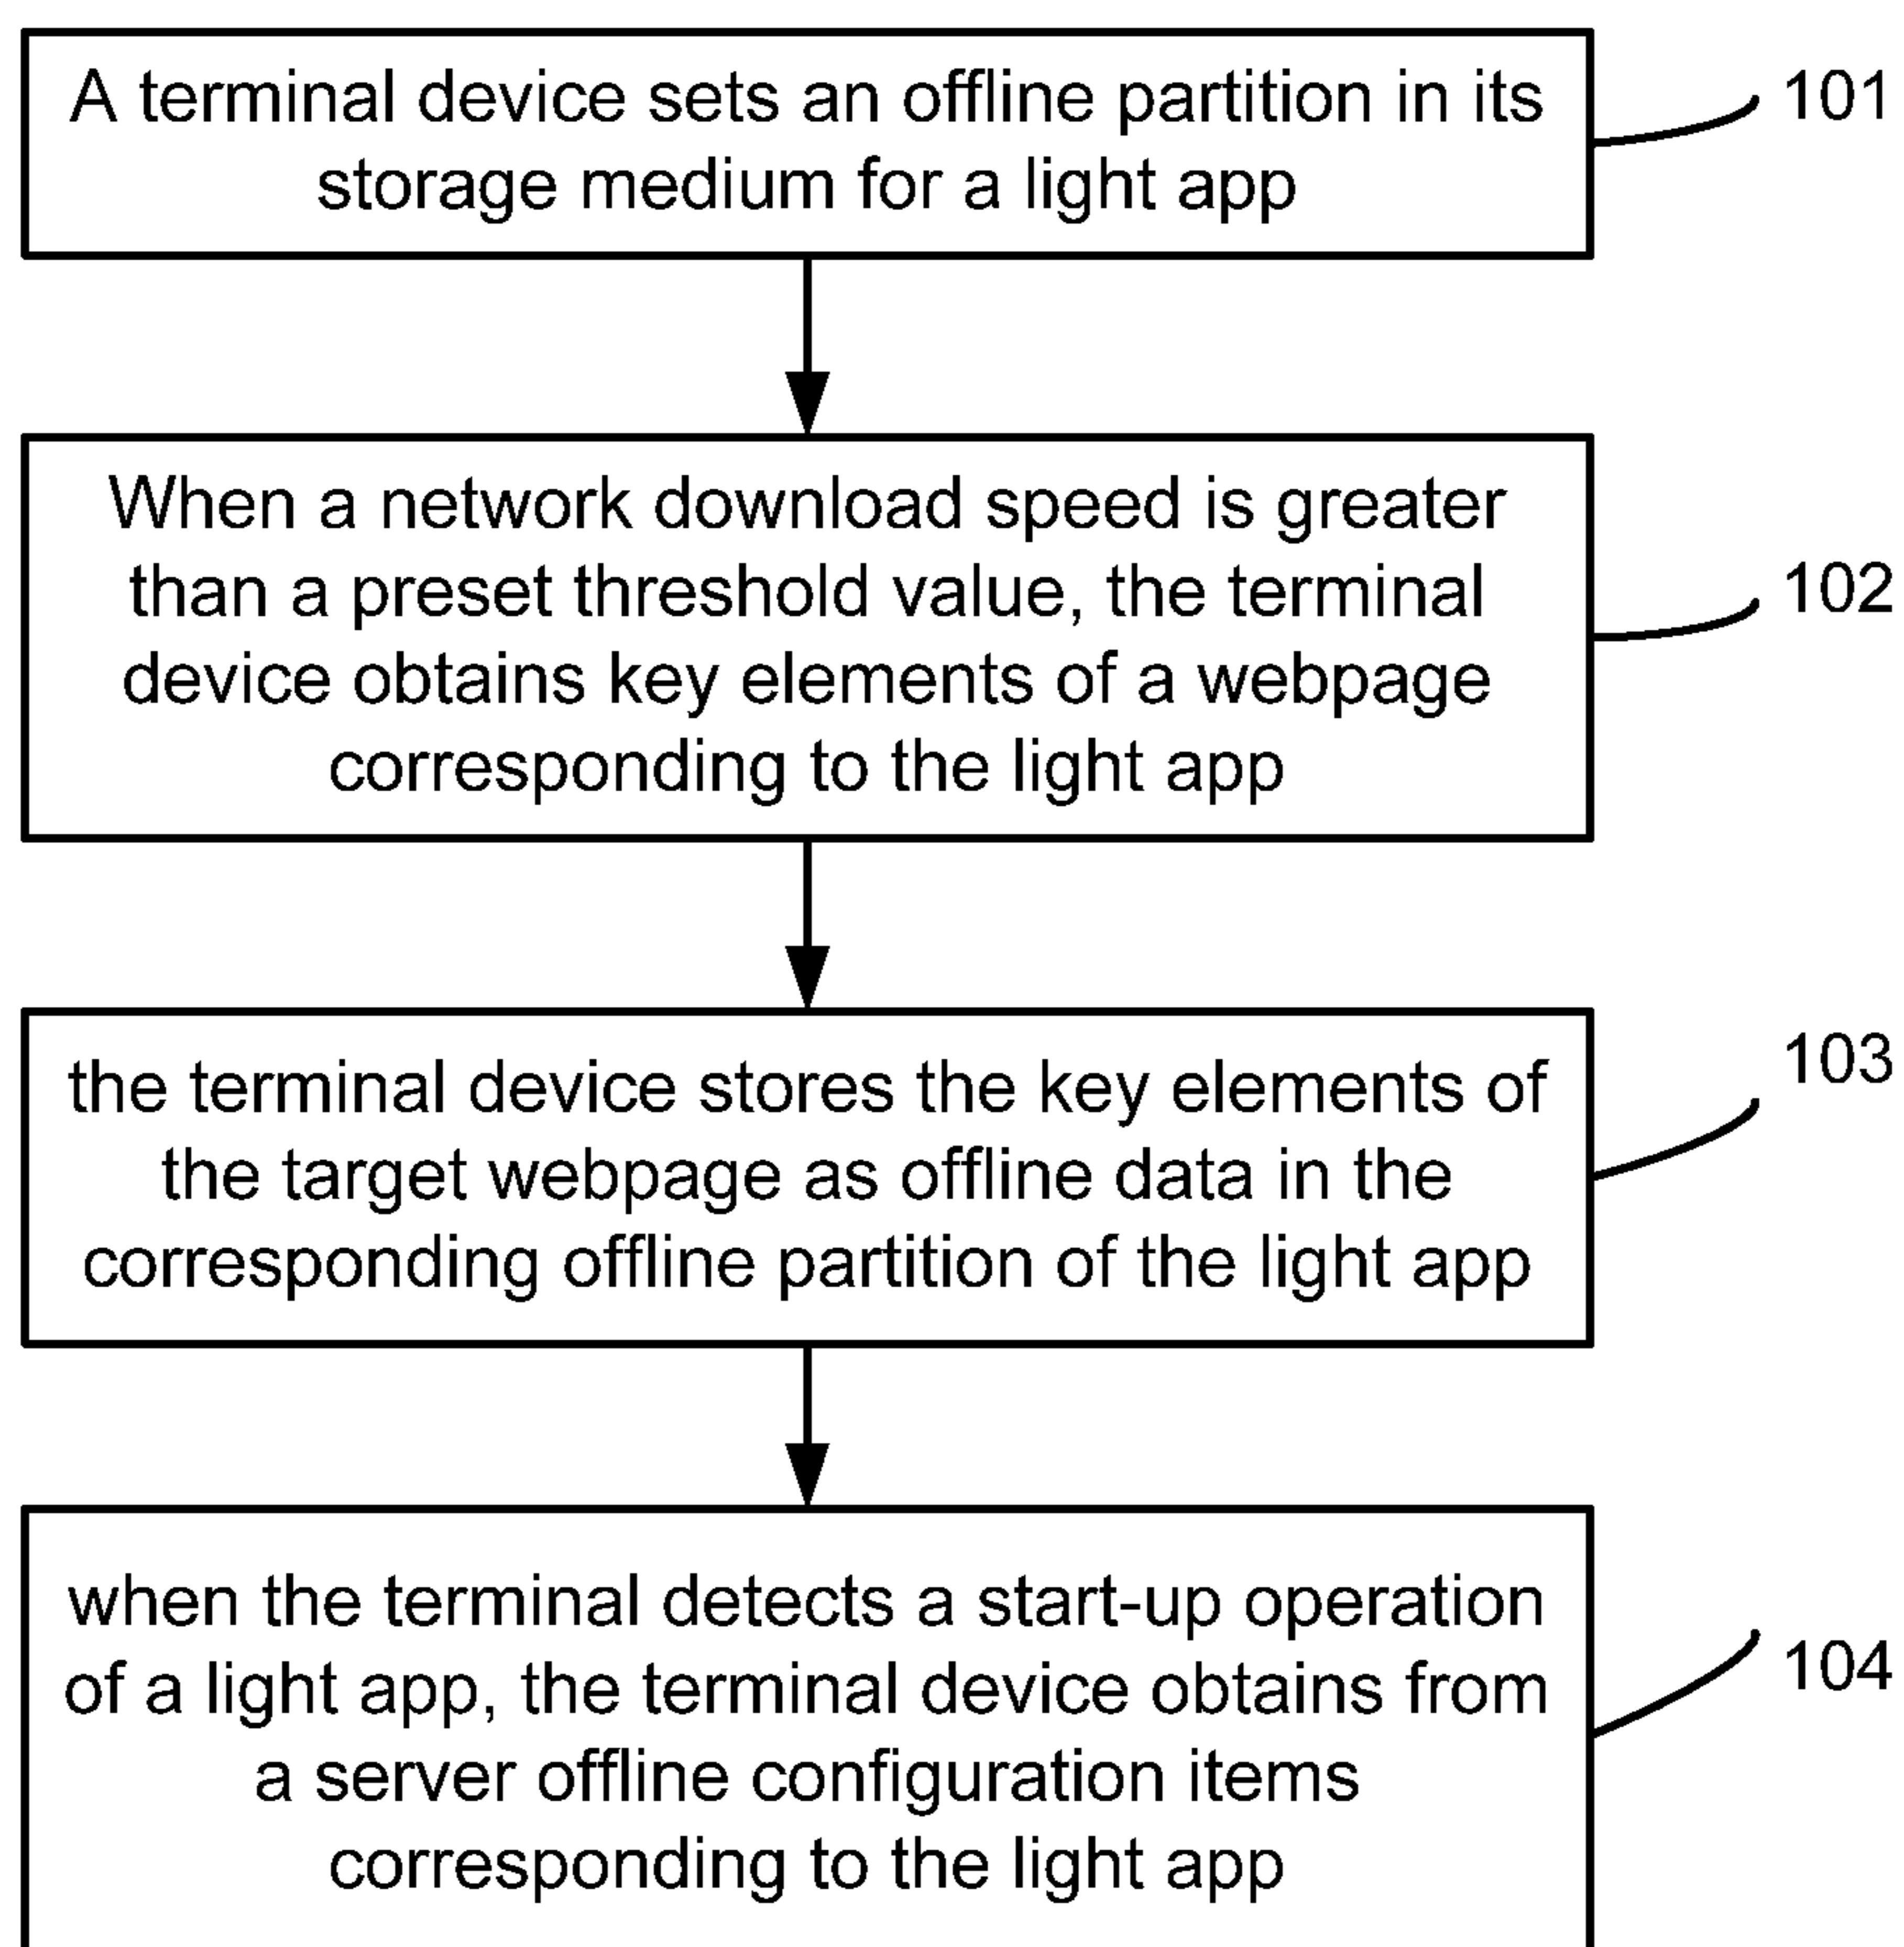 A terminal device sets an offline partition in its
storage medium for a light app
101
When a network download speed is greater
than a preset threshold value, the terminal
device obtains key elements of a webpage
corresponding to the light app
102
the terminal device stores the key elements of
the target webpage as offline data in the
corresponding offline partition of the light app
103
when the terminal detects a start-up operation
of a light app, the terminal device obtains from
a server offline configuration items
corresponding to the light app
104